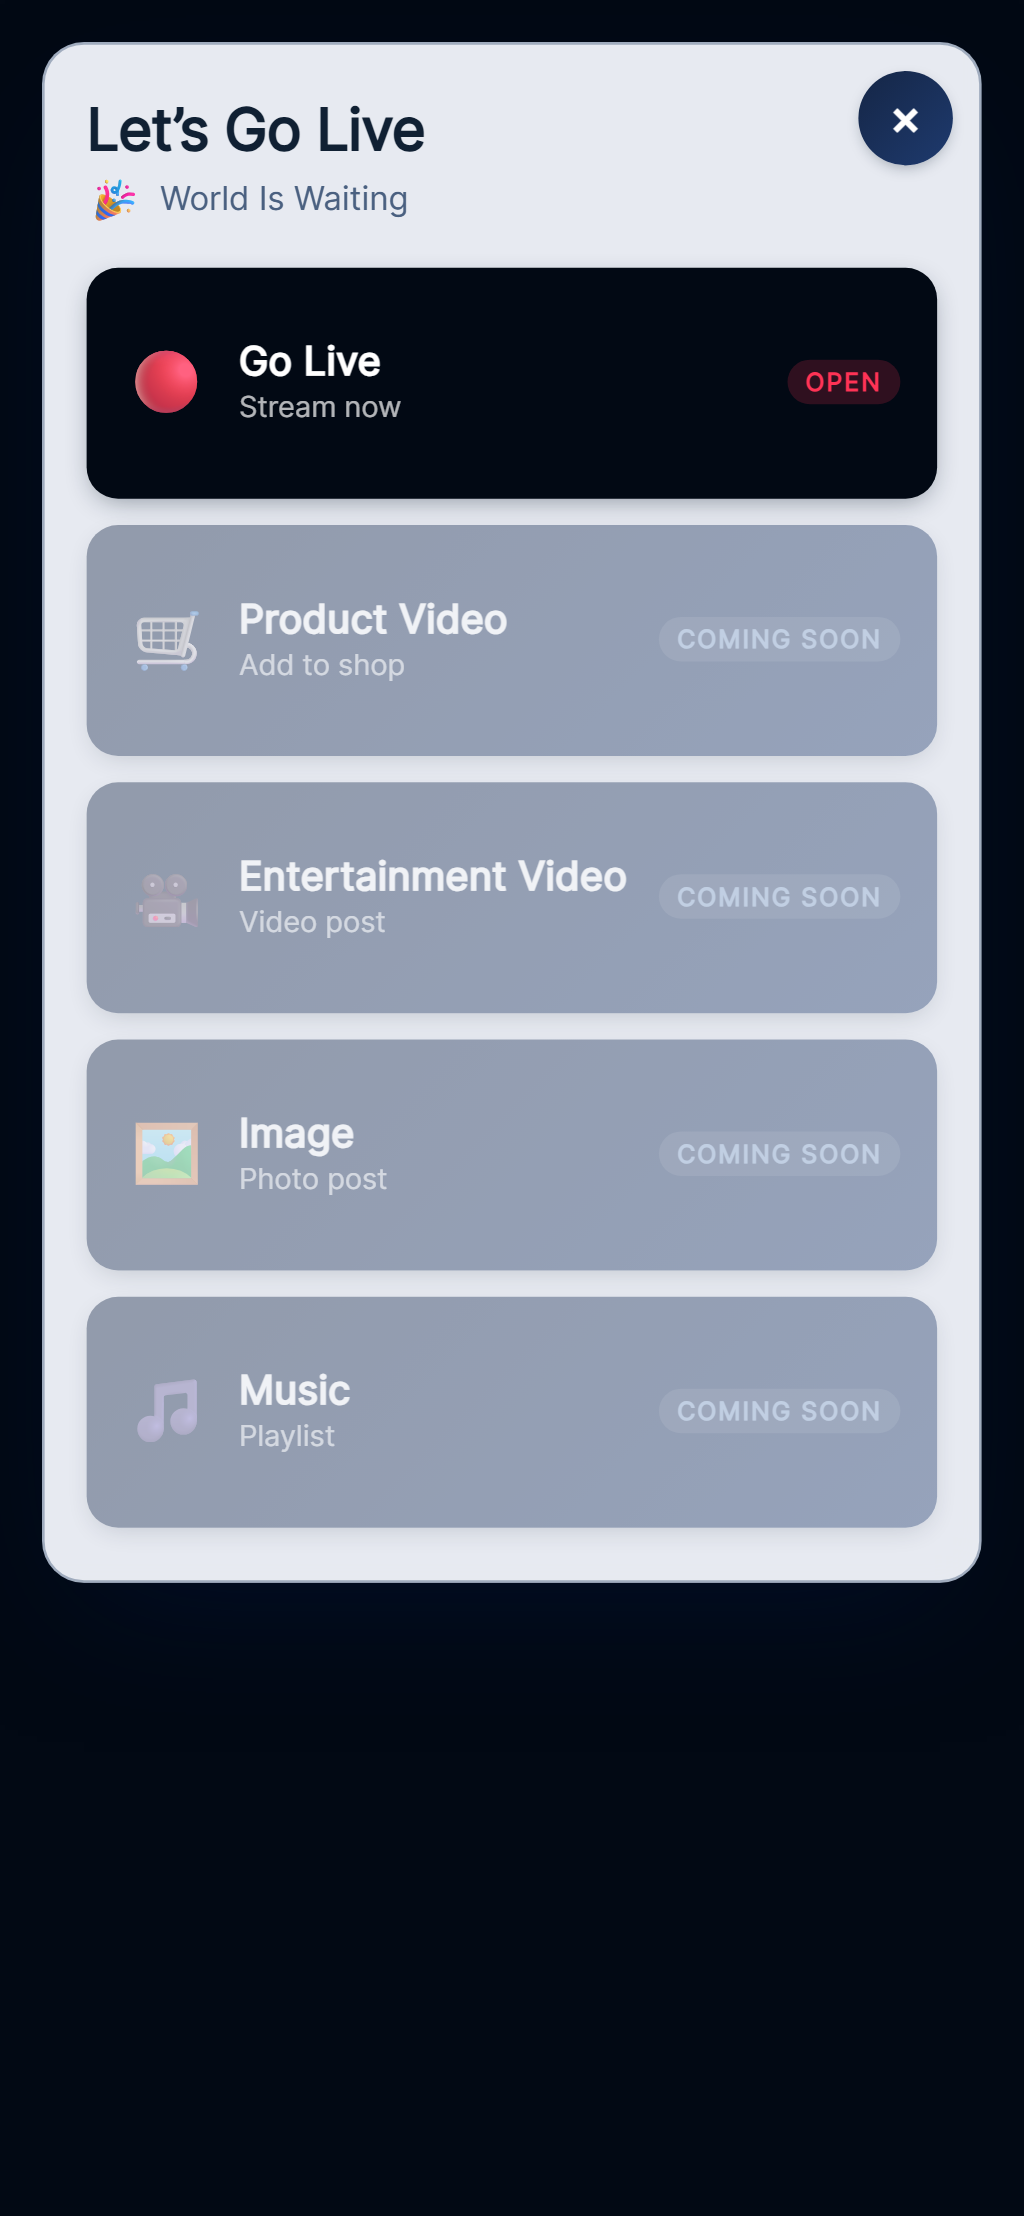 Let’s Go Live
🎉 World Is Waiting
Go Live
Stream now
OPEN
Product Video
Add to shop
COMING SOON
Entertainment Video
Video post
COMING SOON
Image
Photo post
COMING SOON
Music
Playlist
COMING SOON